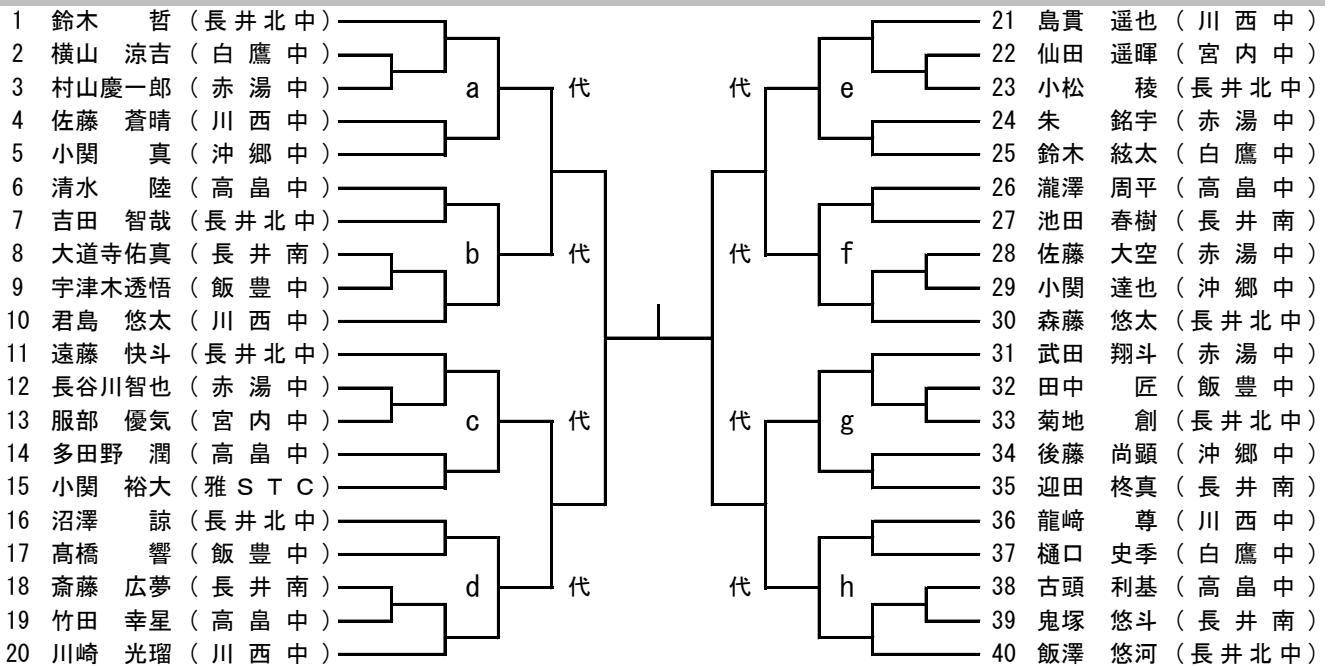 1 鈴木 哲 (長井北中)
2 横山 涼吉 (白鷹中)
3 村山慶一郎 (赤湯中)
4 佐藤 蒼晴 (川西中)
5 小関 真 (沖郷中)
6 清水 陸 (高畠中)
7 吉田 智哉 (長井北中)
8 大道寺佑真 (長井南)
9 宇津木透悟 (飯豊中)
10 君島 悠太 (川西中)
11 遠藤 快斗 (長井北中)
12 長谷川智也 (赤湯中)
13 服部 優気 (宮内中)
14 多田野 潤 (高畠中)
15 小関 裕大 (雅STC)
16 沼澤 諒 (長井北中)
17 髙橋 響 (飯豊中)
18 斎藤 広夢 (長井南)
19 竹田 幸星 (高畠中)
20 川崎 光瑠 (川西中)
a 代
b 代
c 代
d 代
代 e
代 f
代 g
代 h
21 島貫 遥也 (川西中)
22 仙田 遥暉 (宮内中)
23 小松 稜 (長井北中)
24 朱 銘宇 (赤湯中)
25 鈴木 絃太 (白鷹中)
26 瀧澤 周平 (高畠中)
27 池田 春樹 (長井南)
28 佐藤 大空 (赤湯中)
29 小関 達也 (沖郷中)
30 森藤 悠太 (長井北中)
31 武田 翔斗 (赤湯中)
32 田中 匠 (飯豊中)
33 菊地 創 (長井北中)
34 後藤 尚顕 (沖郷中)
35 迎田 柊真 (長井南)
36 龍﨑 尊 (川西中)
37 樋口 史季 (白鷹中)
38 古頭 利基 (高畠中)
39 鬼塚 悠斗 (長井南)
40 飯澤 悠河 (長井北中)